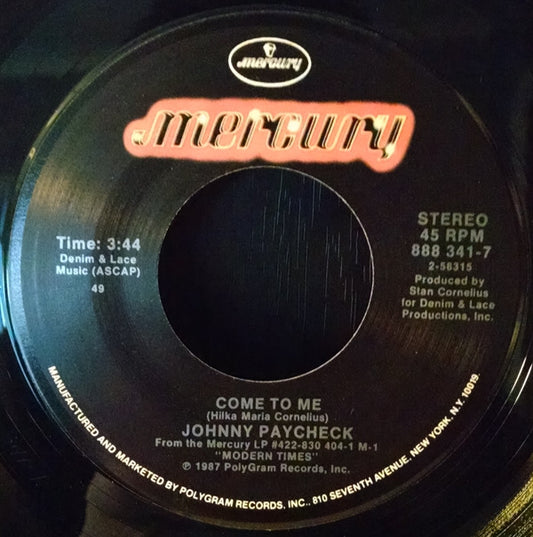 mercury
mercury
Time: 3:44
Denim & Lace
Music (ASCAP)
49
STEREO
45 RPM
888 341-7
2-56315
Produced by
Stan Cornelius
for Denim & Lace
Productions, Inc.
COME TO ME
(Hilka Maria Cornelius)
JOHNNY PAYCHECK
From the Mercury LP #422-830 404-1 M-1
"MODERN TIMES"
℗ 1987 PolyGram Records, Inc.
MANUFACTURED AND MARKETED BY POLYGRAM RECORDS, INC., 810 SEVENTH AVENUE, NEW YORK, N.Y. 10019